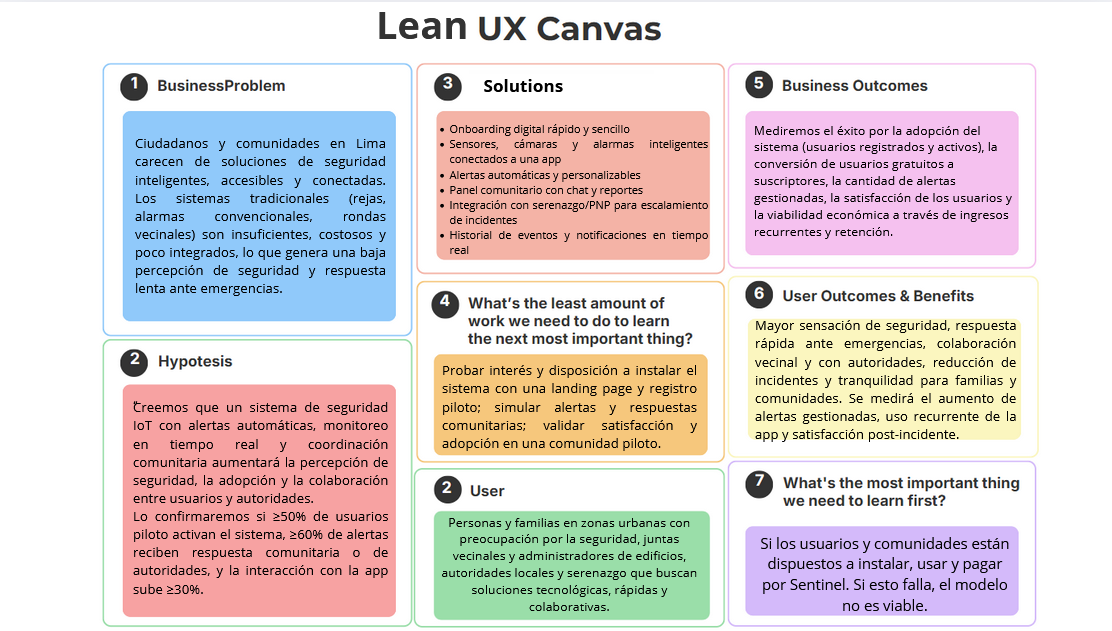 Lean UX Canvas
1 BusinessProblem
Ciudadanos y comunidades en Lima
carecen de soluciones de seguridad
inteligentes, accesibles y conectadas.
Los sistemas tradicionales (rejas,
alarmas convencionales, rondas
vecinales) son insuficientes, costosos y
poco integrados, lo que genera una baja
percepción de seguridad y respuesta
lenta ante emergencias.
2 Hypotesis
Creemos que un sistema de seguridad
IoT con alertas automáticas, monitoreo
en tiempo real y coordinación
comunitaria aumentará la percepción de
seguridad, la adopción y la colaboración
entre usuarios y autoridades.
Lo confirmaremos si ≥50% de usuarios
piloto activan el sistema, ≥60% de alertas
reciben respuesta comunitaria o de
autoridades, y la interacción con la app
sube ≥30%.
3 Solutions
• Onboarding digital rápido y sencillo
• Sensores, cámaras y alarmas inteligentes
conectados a una app
• Alertas automáticas y personalizables
• Panel comunitario con chat y reportes
• Integración con serenazgo/PNP para escalamiento
de incidentes
• Historial de eventos y notificaciones en tiempo
real
4 What's the least amount of
work we need to do to learn
the next most important thing?
Probar interés y disposición a instalar el
sistema con una landing page y registro
piloto; simular alertas y respuestas
comunitarias; validar satisfacción y
adopción en una comunidad piloto.
2 User
Personas y familias en zonas urbanas con
preocupación por la seguridad, juntas
vecinales y administradores de edificios,
autoridades locales y serenazgo que buscan
soluciones tecnológicas, rápidas y
colaborativas.
5 Business Outcomes
Mediremos el éxito por la adopción del
sistema (usuarios registrados y activos), la
conversión de usuarios gratuitos a
suscriptores, la cantidad de alertas
gestionadas, la satisfacción de los usuarios y
la viabilidad económica a través de ingresos
recurrentes y retención.
6 User Outcomes & Benefits
Mayor sensación de seguridad, respuesta
rápida ante emergencias, colaboración
vecinal y con autoridades, reducción de
incidentes y tranquilidad para familias y
comunidades. Se medirá el aumento de
alertas gestionadas, uso recurrente de la
app y satisfacción post-incidente.
7 What's the most important thing
we need to learn first?
Si los usuarios y comunidades están
dispuestos a instalar, usar y pagar
por Sentinel. Si esto falla, el modelo
no es viable.